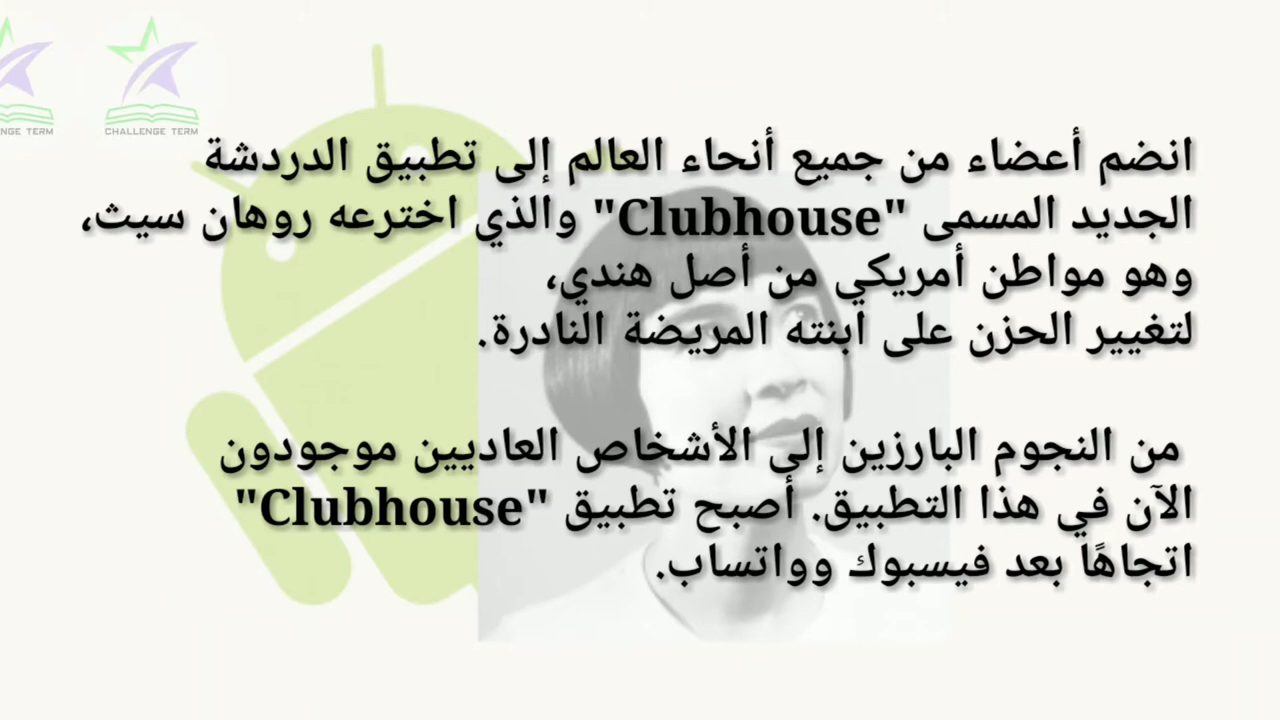 CHALLENGE TERM
انضم أعضاء من جميع أنحاء العالم إلى تطبيق الدردشة
الجديد المسمى "Clubhouse" والذي اخترعه روهان سيث،
وهو مواطن أمريكي من أصل هندي،
لتغيير الحزن على ابنته المريضة النادرة.
من النجوم البارزين إلى الأشخاص العاديين موجودون
الآن في هذا التطبيق. أصبح تطبيق "Clubhouse"
اتجاهًا بعد فيسبوك وواتساب.